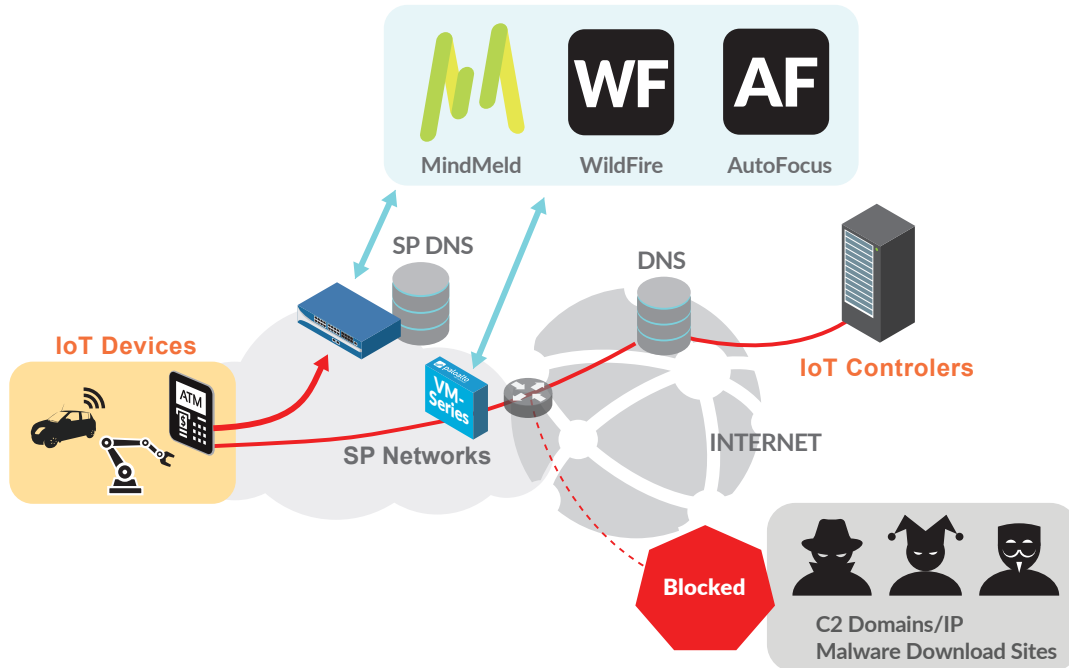 WF
AF
MindMeld
WildFire
AutoFocus
SP DNS
DNS
IoT Devices
ATM
$
paloalto
VM-
Series
IoT Controlers
SP Networks
INTERNET
Blocked
C2 Domains/IP
Malware Download Sites